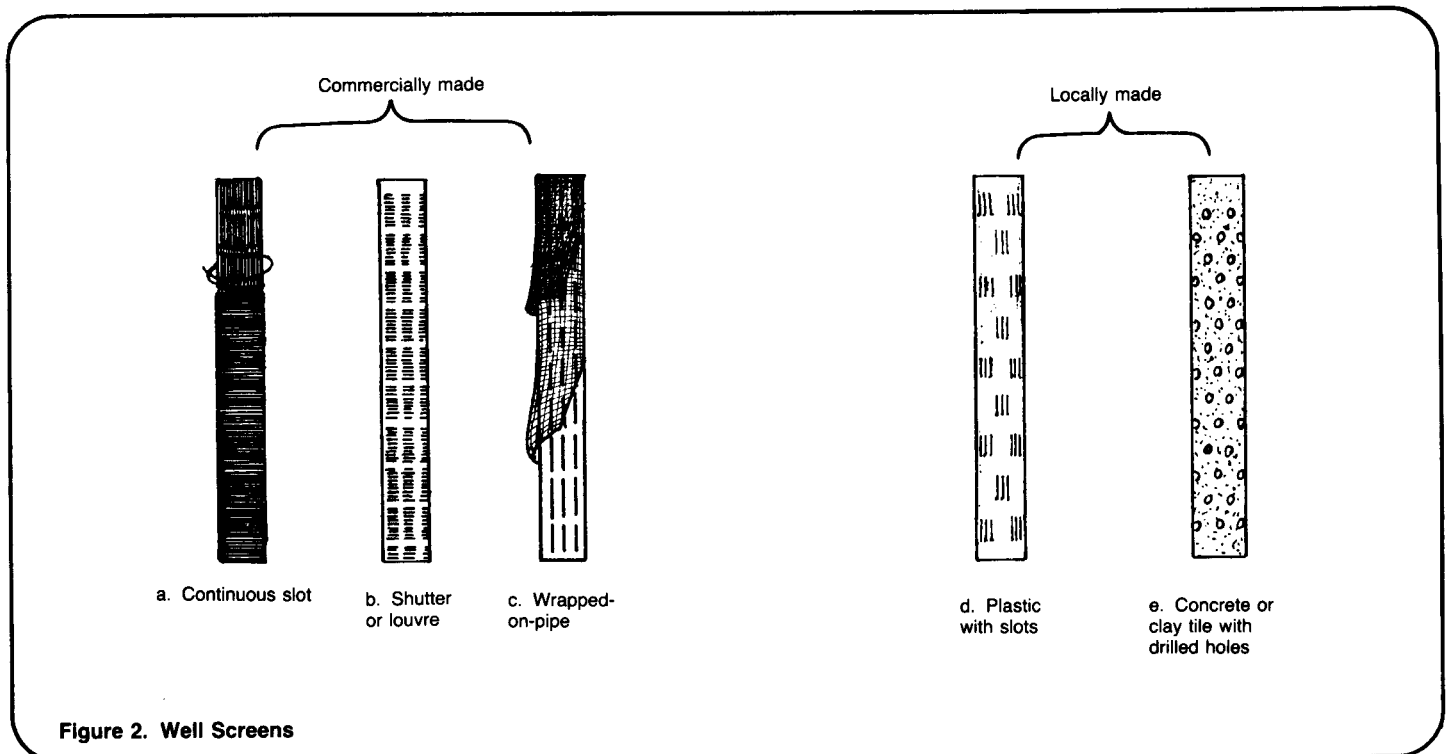 Commercially made
Locally made
a. Continuous slot
b. Shutter
or louvre
c. Wrapped-
on-pipe
d. Plastic
with slots
e. Concrete or
clay tile with
drilled holes
Figure 2. Well Screens